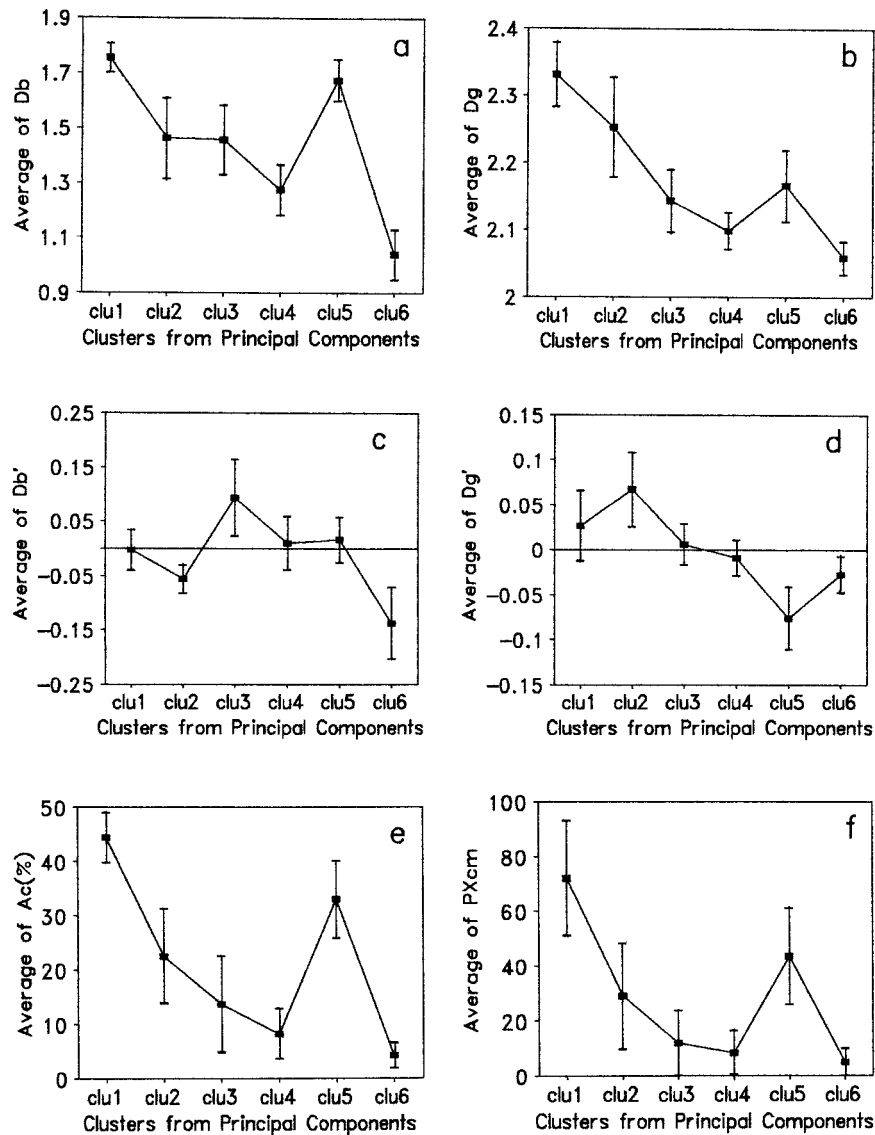 a
Average of Db
1.9
1.7
1.5
1.3
1.1
0.9
clu1 clu2 clu3 clu4 clu5 clu6
Clusters from Principal Components
b
Average of Dg
2.4
2.3
2.2
2.1
2
clu1 clu2 clu3 clu4 clu5 clu6
Clusters from Principal Components
c
Average of Db'
0.25
0.15
0.05
−0.05
−0.15
−0.25
clu1 clu2 clu3 clu4 clu5 clu6
Clusters from Principal Components
d
Average of Dg'
0.15
0.1
0.05
0
−0.05
−0.1
−0.15
clu1 clu2 clu3 clu4 clu5 clu6
Clusters from Principal Components
e
Average of Ac(%)
50
40
30
20
10
0
clu1 clu2 clu3 clu4 clu5 clu6
Clusters from Principal Components
f
Average of PXcm
100
80
60
40
20
0
clu1 clu2 clu3 clu4 clu5 clu6
Clusters from Principal Components